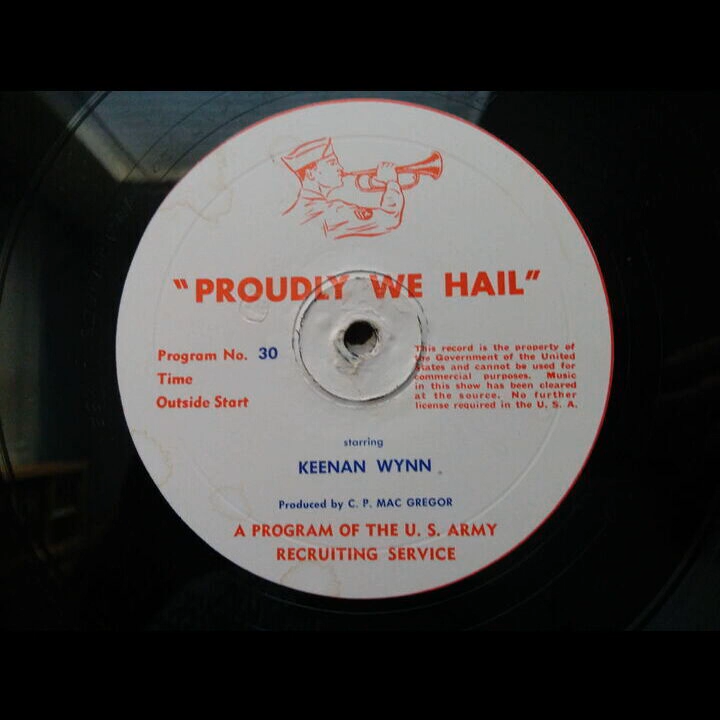 "PROUDLY WE HAIL"
Program No. 30
Time
Outside Start
This record is the property of
the Government of the United
States and cannot be used for
commercial purposes. Music
in this show has been cleared
at the source. No further
license required in the U. S. A.
starring
KEENAN WYNN
Produced by C. P. MAC GREGOR
A PROGRAM OF THE U. S. ARMY
RECRUITING SERVICE